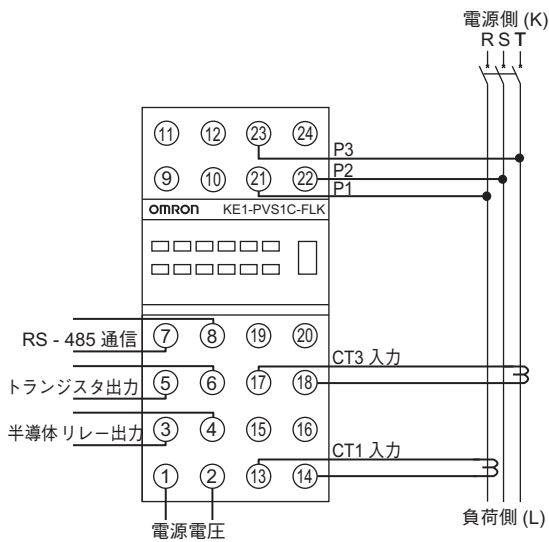 電源側 (K)
R S T
11 12 23 24
P3
9 10 21 22
P2
P1
OMRON KE1-PVS1C-FLK
RS - 485 通信
7 8 19 20
CT3 入力
トランジスタ出力
5 6 17 18
半導体リレー出力
3 4 15 16
CT1 入力
1 2 13 14
電源電圧
負荷側 (L)